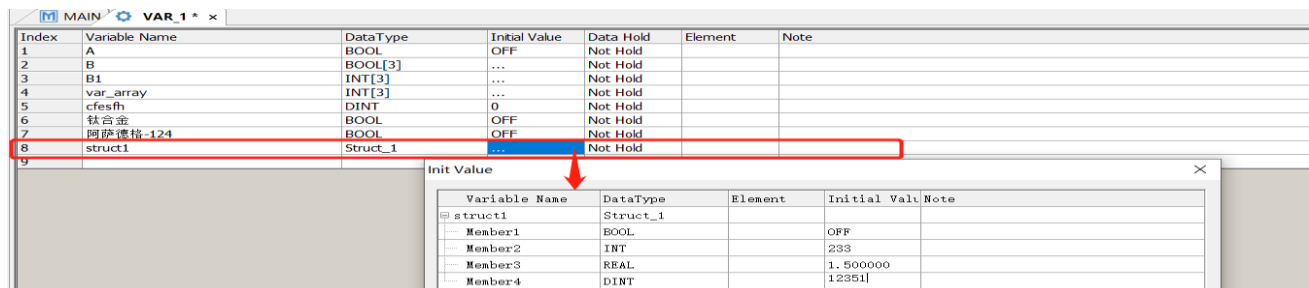 MAIN VAR_1 * ×
Index Variable Name DataType Initial Value Data Hold Element Note
1 A BOOL OFF Not Hold
2 B BOOL[3] ... Not Hold
3 B1 INT[3] ... Not Hold
4 var_array INT[3] ... Not Hold
5 cfesfh DINT 0 Not Hold
6 钛合金 BOOL OFF Not Hold
7 阿萨德格-124 BOOL OFF Not Hold
8 struct1 Struct_1 ... Not Hold
9
Init Value
Variable Name DataType Element Initial Valu Note
struct1 Struct_1
Member1 BOOL OFF
Member2 INT 233
Member3 REAL 1.500000
Member4 DINT 12351